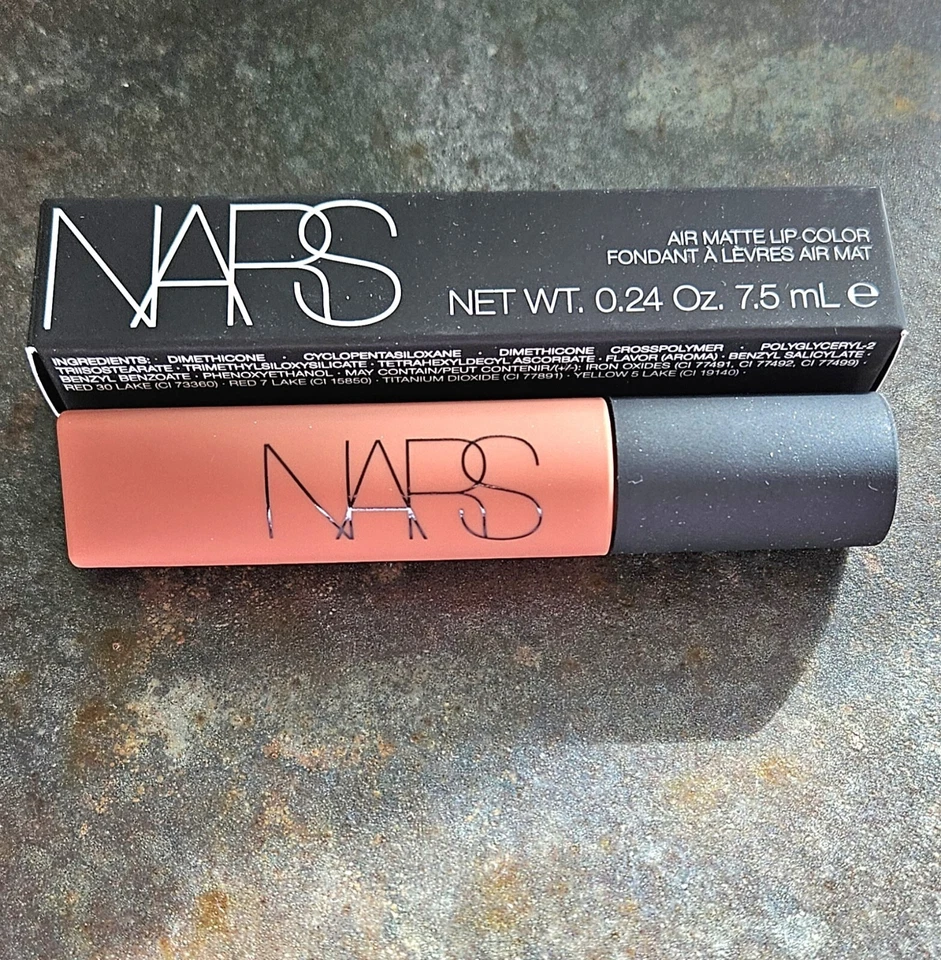 NARS
AIR MATTE LIP COLOR
FONDANT À LÈVRES AIR MAT
NET WT. 0.24 Oz. 7.5 mL ℮
INGREDIENTS: DIMETHICONE · CYCLOPENTASILOXANE · DIMETHICONE CROSSPOLYMER · POLYGLYCERYL-2
TRIISOSTEARATE · TRIMETHYLSILOXYSILICATE · TETRAHEXYLDECYL ASCORBATE · FLAVOR (AROMA) · BENZYL SALICYLATE ·
BENZYL BENZOATE · PHENOXYETHANOL · MAY CONTAIN/PEUT CONTENIR/(+/-): IRON OXIDES (CI 77491, CI 77492, CI 77499) ·
RED 30 LAKE (CI 73360) · RED 7 LAKE (CI 15850) · TITANIUM DIOXIDE (CI 77891) · YELLOW 5 LAKE (CI 19140) ·
NARS